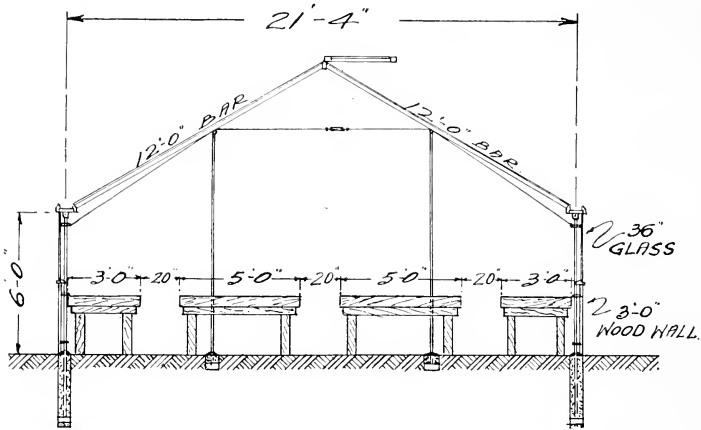 21'-4"
12'-0" BAR
12'-0" BAR.
36"
GLASS
6'-0"
3'-0" 20" 5'-0" 20" 5'-0" 20" 3'-0"
3'-0"
WOOD WALL.